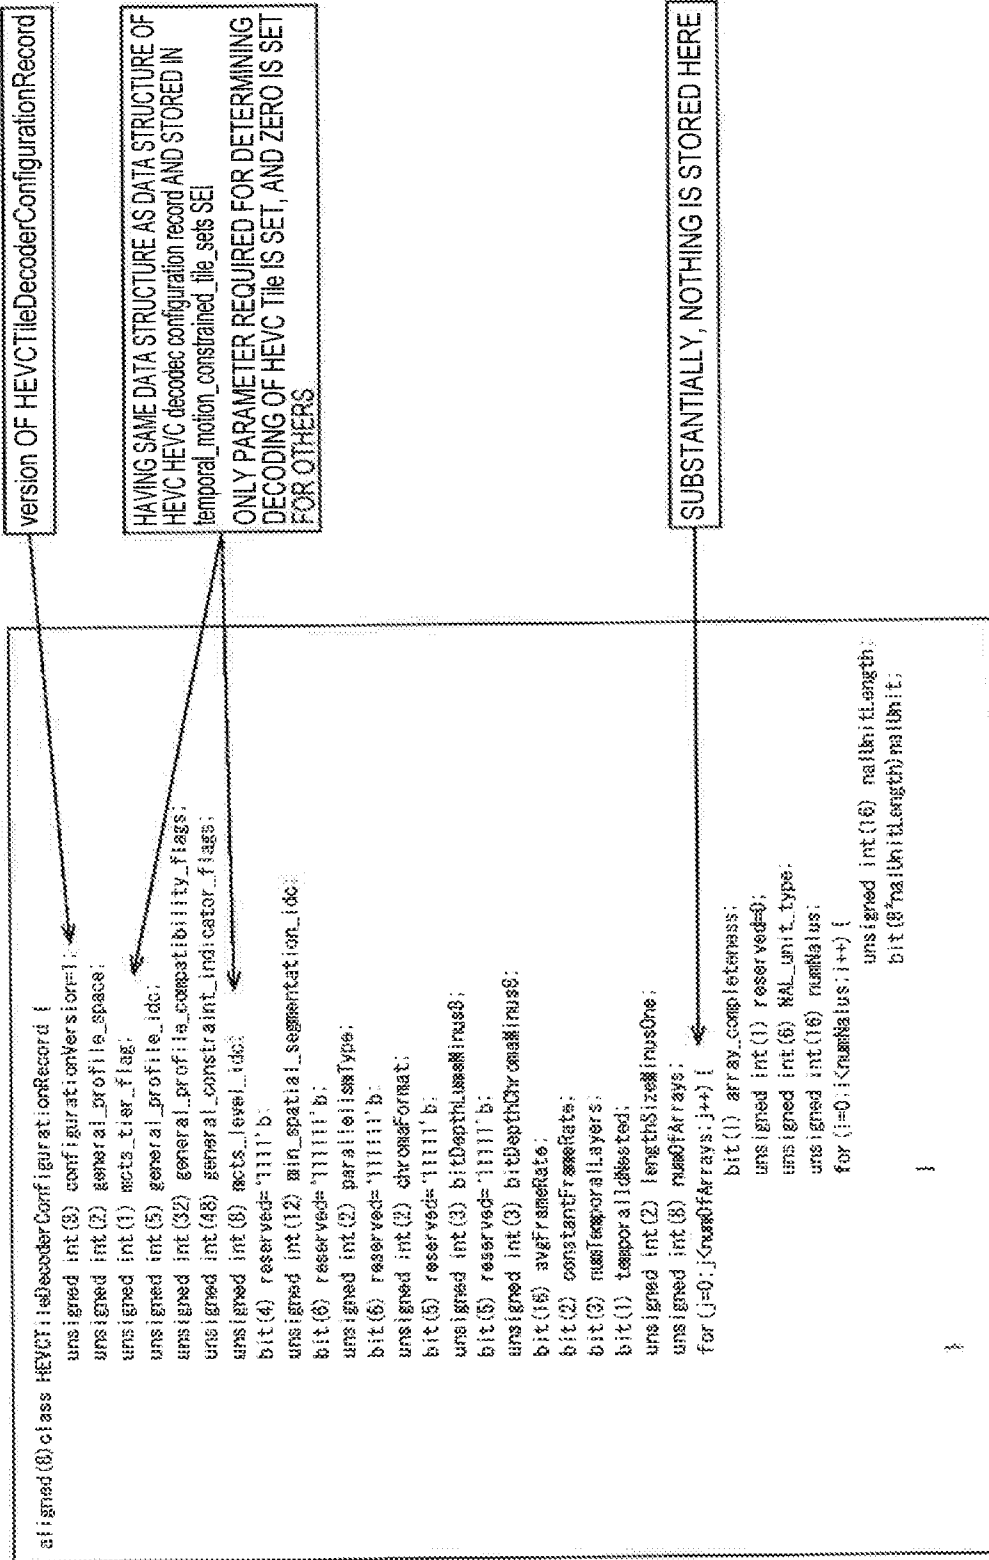 aligned(8)class HEVCTileDecoderConfigurationRecord {
unsigned int(8) configurationVersion=1;
unsigned int(2) general_profile_space;
unsigned int(1) mcts_tier_flag;
unsigned int(5) general_profile_idc;
unsigned int(32) general_profile_compatibility_flags;
unsigned int(48) general_constraint_indicator_flags;
unsigned int(8) mcts_level_idc;
bit(4) reserved='1111'b;
unsigned int(12) min_spatial_segmentation_idc;
bit(6) reserved='111111'b;
unsigned int(2) parallelismType;
bit(6) reserved='111111'b;
unsigned int(2) chromaFormat;
bit(5) reserved='11111'b;
unsigned int(3) bitDepthLumaMinus8;
bit(5) reserved='11111'b;
unsigned int(3) bitDepthChromaMinus8;
bit(16) avgFrameRate;
bit(2) constantFrameRate;
bit(3) numTemporalLayers;
bit(1) temporalIdNested;
unsigned int(2) lengthSizeMinusOne;
unsigned int(8) numOfArrays;
for(j=0;j<numOfArrays;j++) {
bit(1) array_completeness;
unsigned int(1) reserved=0;
unsigned int(6) NAL_unit_type;
unsigned int(16) numNalus;
for(i=0;i<numNalus;i++) {
unsigned int(16) nalUnitLength;
bit(8*nalUnitLength)nalUnit;
}
}
version OF HEVCTileDecoderConfigurationRecord
HAVING SAME DATA STRUCTURE AS DATA STRUCTURE OF
HEVC HEVC decodec configuration record AND STORED IN
temporal_motion_constrained_tile_sets SEI
ONLY PARAMETER REQUIRED FOR DETERMINING
DECODING OF HEVC Tile IS SET, AND ZERO IS SET
FOR OTHERS
SUBSTANTIALLY, NOTHING IS STORED HERE